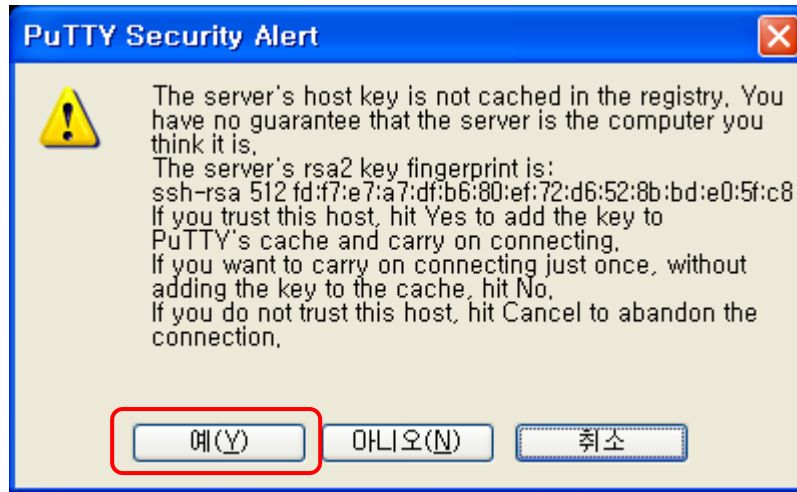 PuTTY Security Alert
The server's host key is not cached in the registry, You
have no guarantee that the server is the computer you
think it is,
The server's rsa2 key fingerprint is:
ssh-rsa 512 fd:f7:e7:a7:df:b6:80:ef:72:d6:52:8b:bd:e0:5f:c8
If you trust this host, hit Yes to add the key to
PuTTY's cache and carry on connecting,
If you want to carry on connecting just once, without
adding the key to the cache, hit No,
If you do not trust this host, hit Cancel to abandon the
connection,
예(Y) 아니오(N) 취소